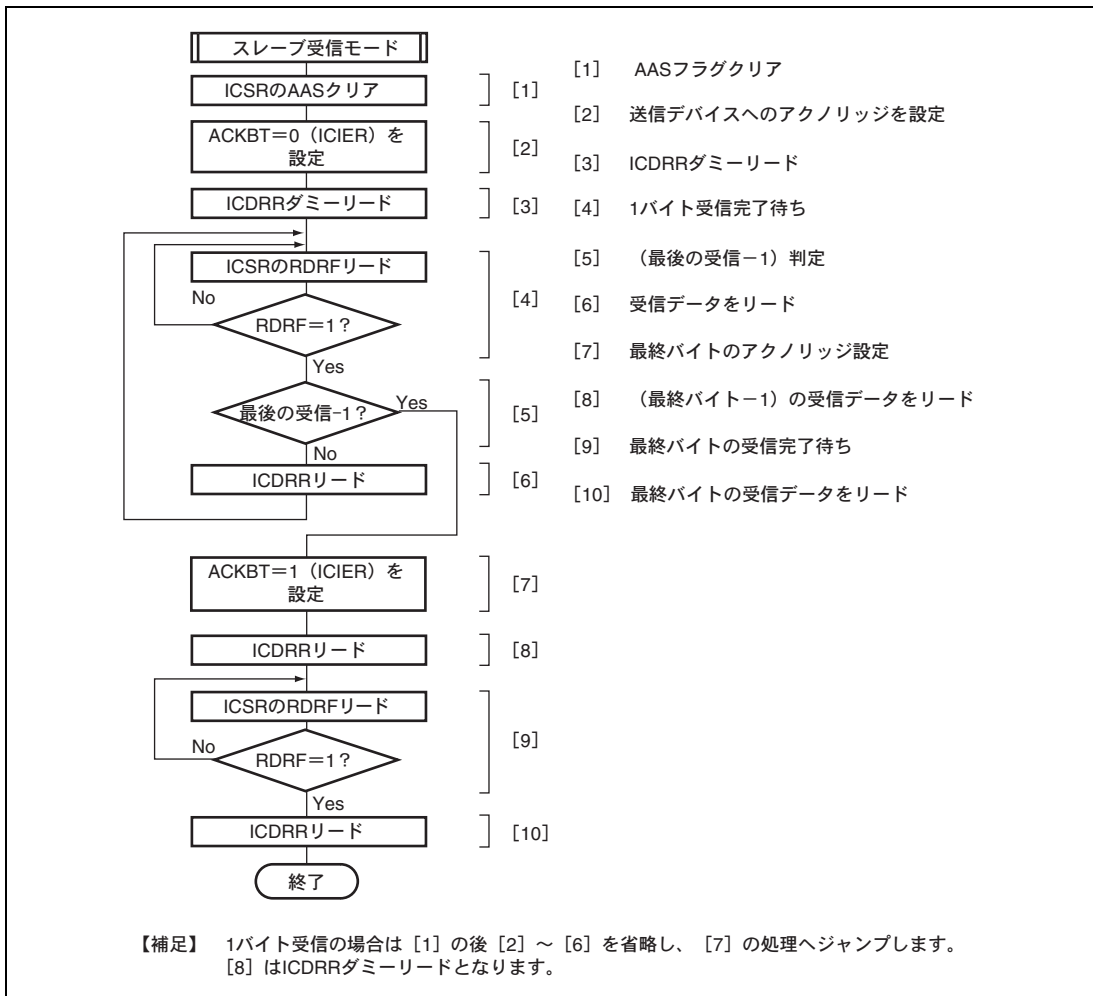 スレーブ受信モード
ICSRのAASクリア
[1]
ACKBT=0（ICIER）を
設定
[2]
ICDRRダミーリード
[3]
ICSRのRDRFリード
No
RDRF=1？
[4]
Yes
最後の受信-1？
Yes
[5]
No
ICDRRリード
[6]
ACKBT=1（ICIER）を
設定
[7]
ICDRRリード
[8]
ICSRのRDRFリード
No
RDRF=1？
[9]
Yes
ICDRRリード
[10]
終了
[1] AASフラグクリア
[2] 送信デバイスへのアクノリッジを設定
[3] ICDRRダミーリード
[4] 1バイト受信完了待ち
[5] （最後の受信－1）判定
[6] 受信データをリード
[7] 最終バイトのアクノリッジ設定
[8] （最終バイト－1）の受信データをリード
[9] 最終バイトの受信完了待ち
[10] 最終バイトの受信データをリード
【補足】 1バイト受信の場合は［1］の後［2］～［6］を省略し、［7］の処理へジャンプします。
［8］はICDRRダミーリードとなります。